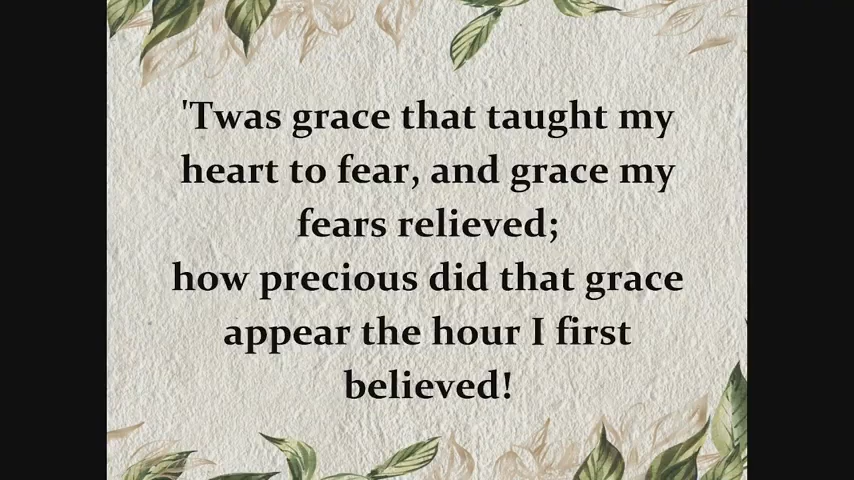 'Twas grace that taught my
heart to fear, and grace my
fears relieved;
how precious did that grace
appear the hour I first
believed!